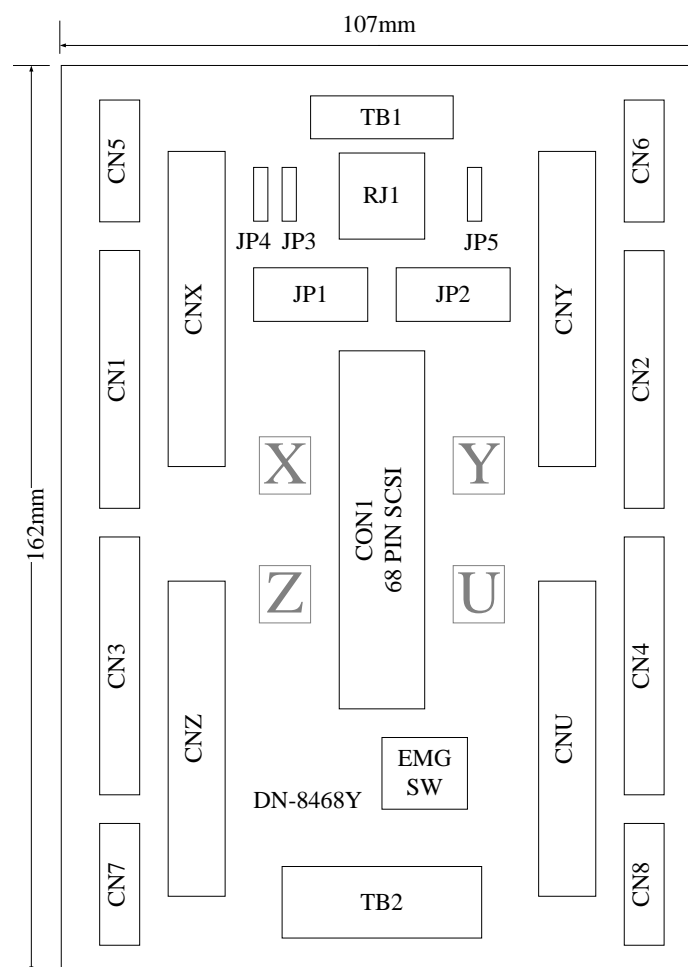 107mm
162mm
TB1
CN5
CN6
RJ1
JP4
JP3
JP5
CNX
CNY
JP1
JP2
CN1
CN2
X
Y
CON1
68 PIN SCSI
Z
U
CN3
CN4
CNZ
CNU
EMG
SW
DN-8468Y
CN7
CN8
TB2